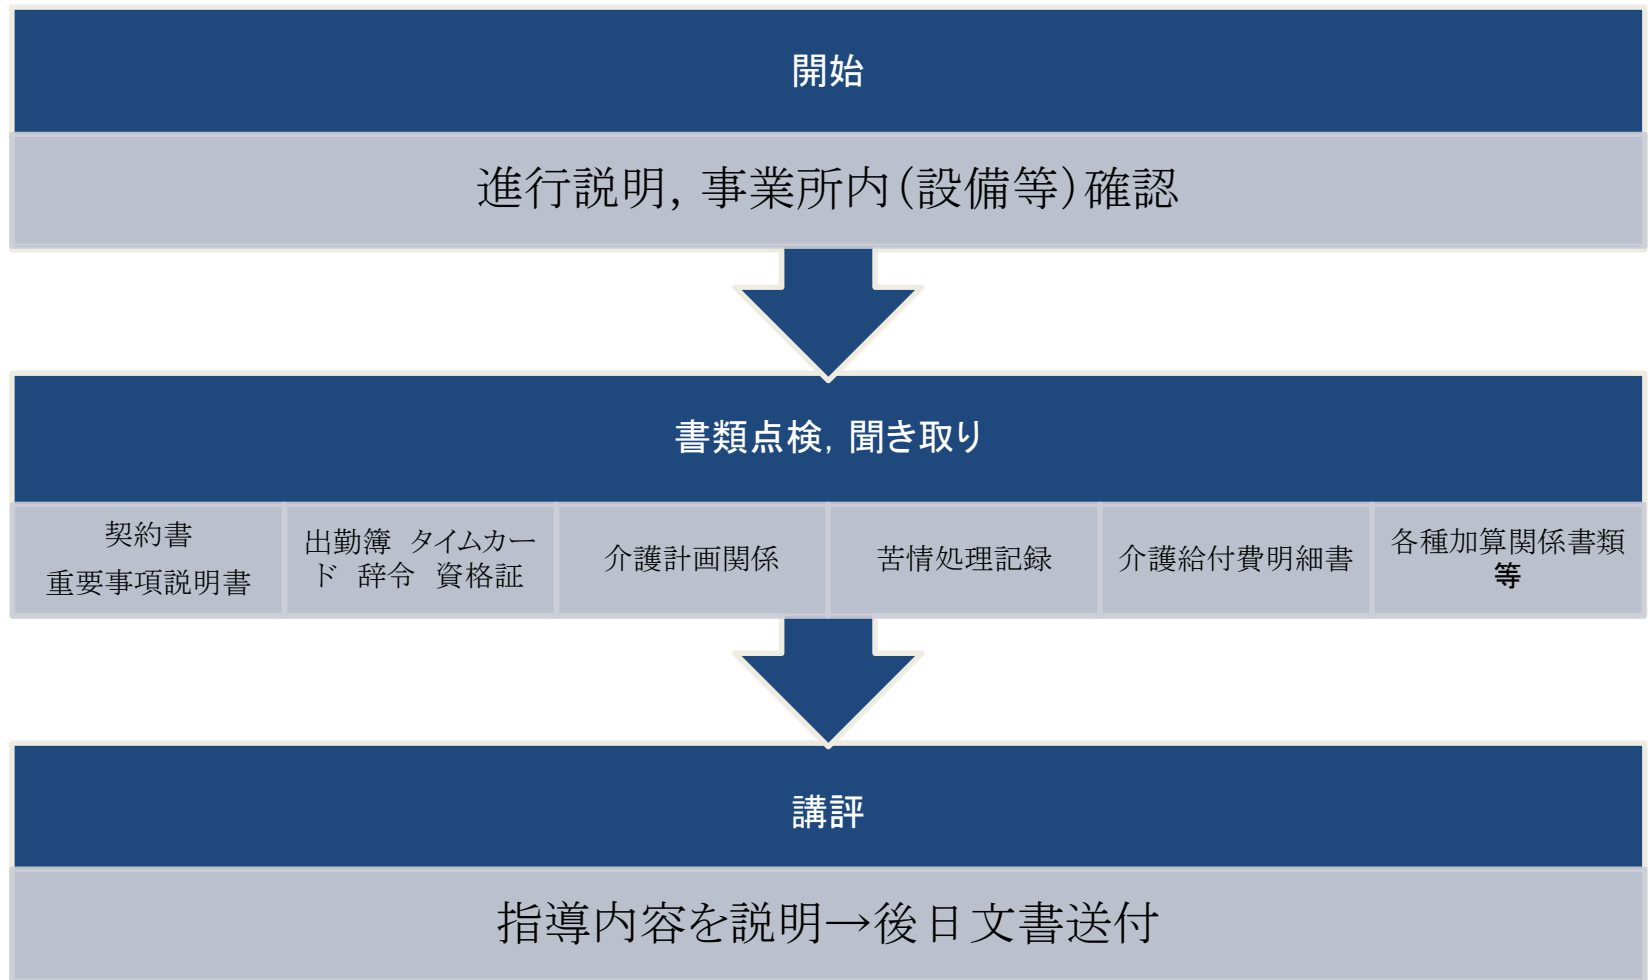 開始
進行説明，事業所内（設備等）確認
書類点検，聞き取り
契約書
重要事項説明書
出勤簿　タイムカー
ド　辞令　資格証
介護計画関係
苦情処理記録
介護給付費明細書
各種加算関係書類
等
講評
指導内容を説明→後日文書送付